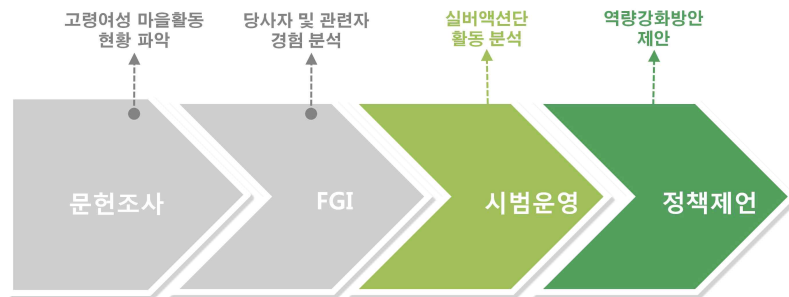 고령여성 마을활동
현황 파악
당사자 및 관련자
경험 분석
실버액션단
활동 분석
역량강화방안
제안
문헌조사
FGI
시범운영
정책제언